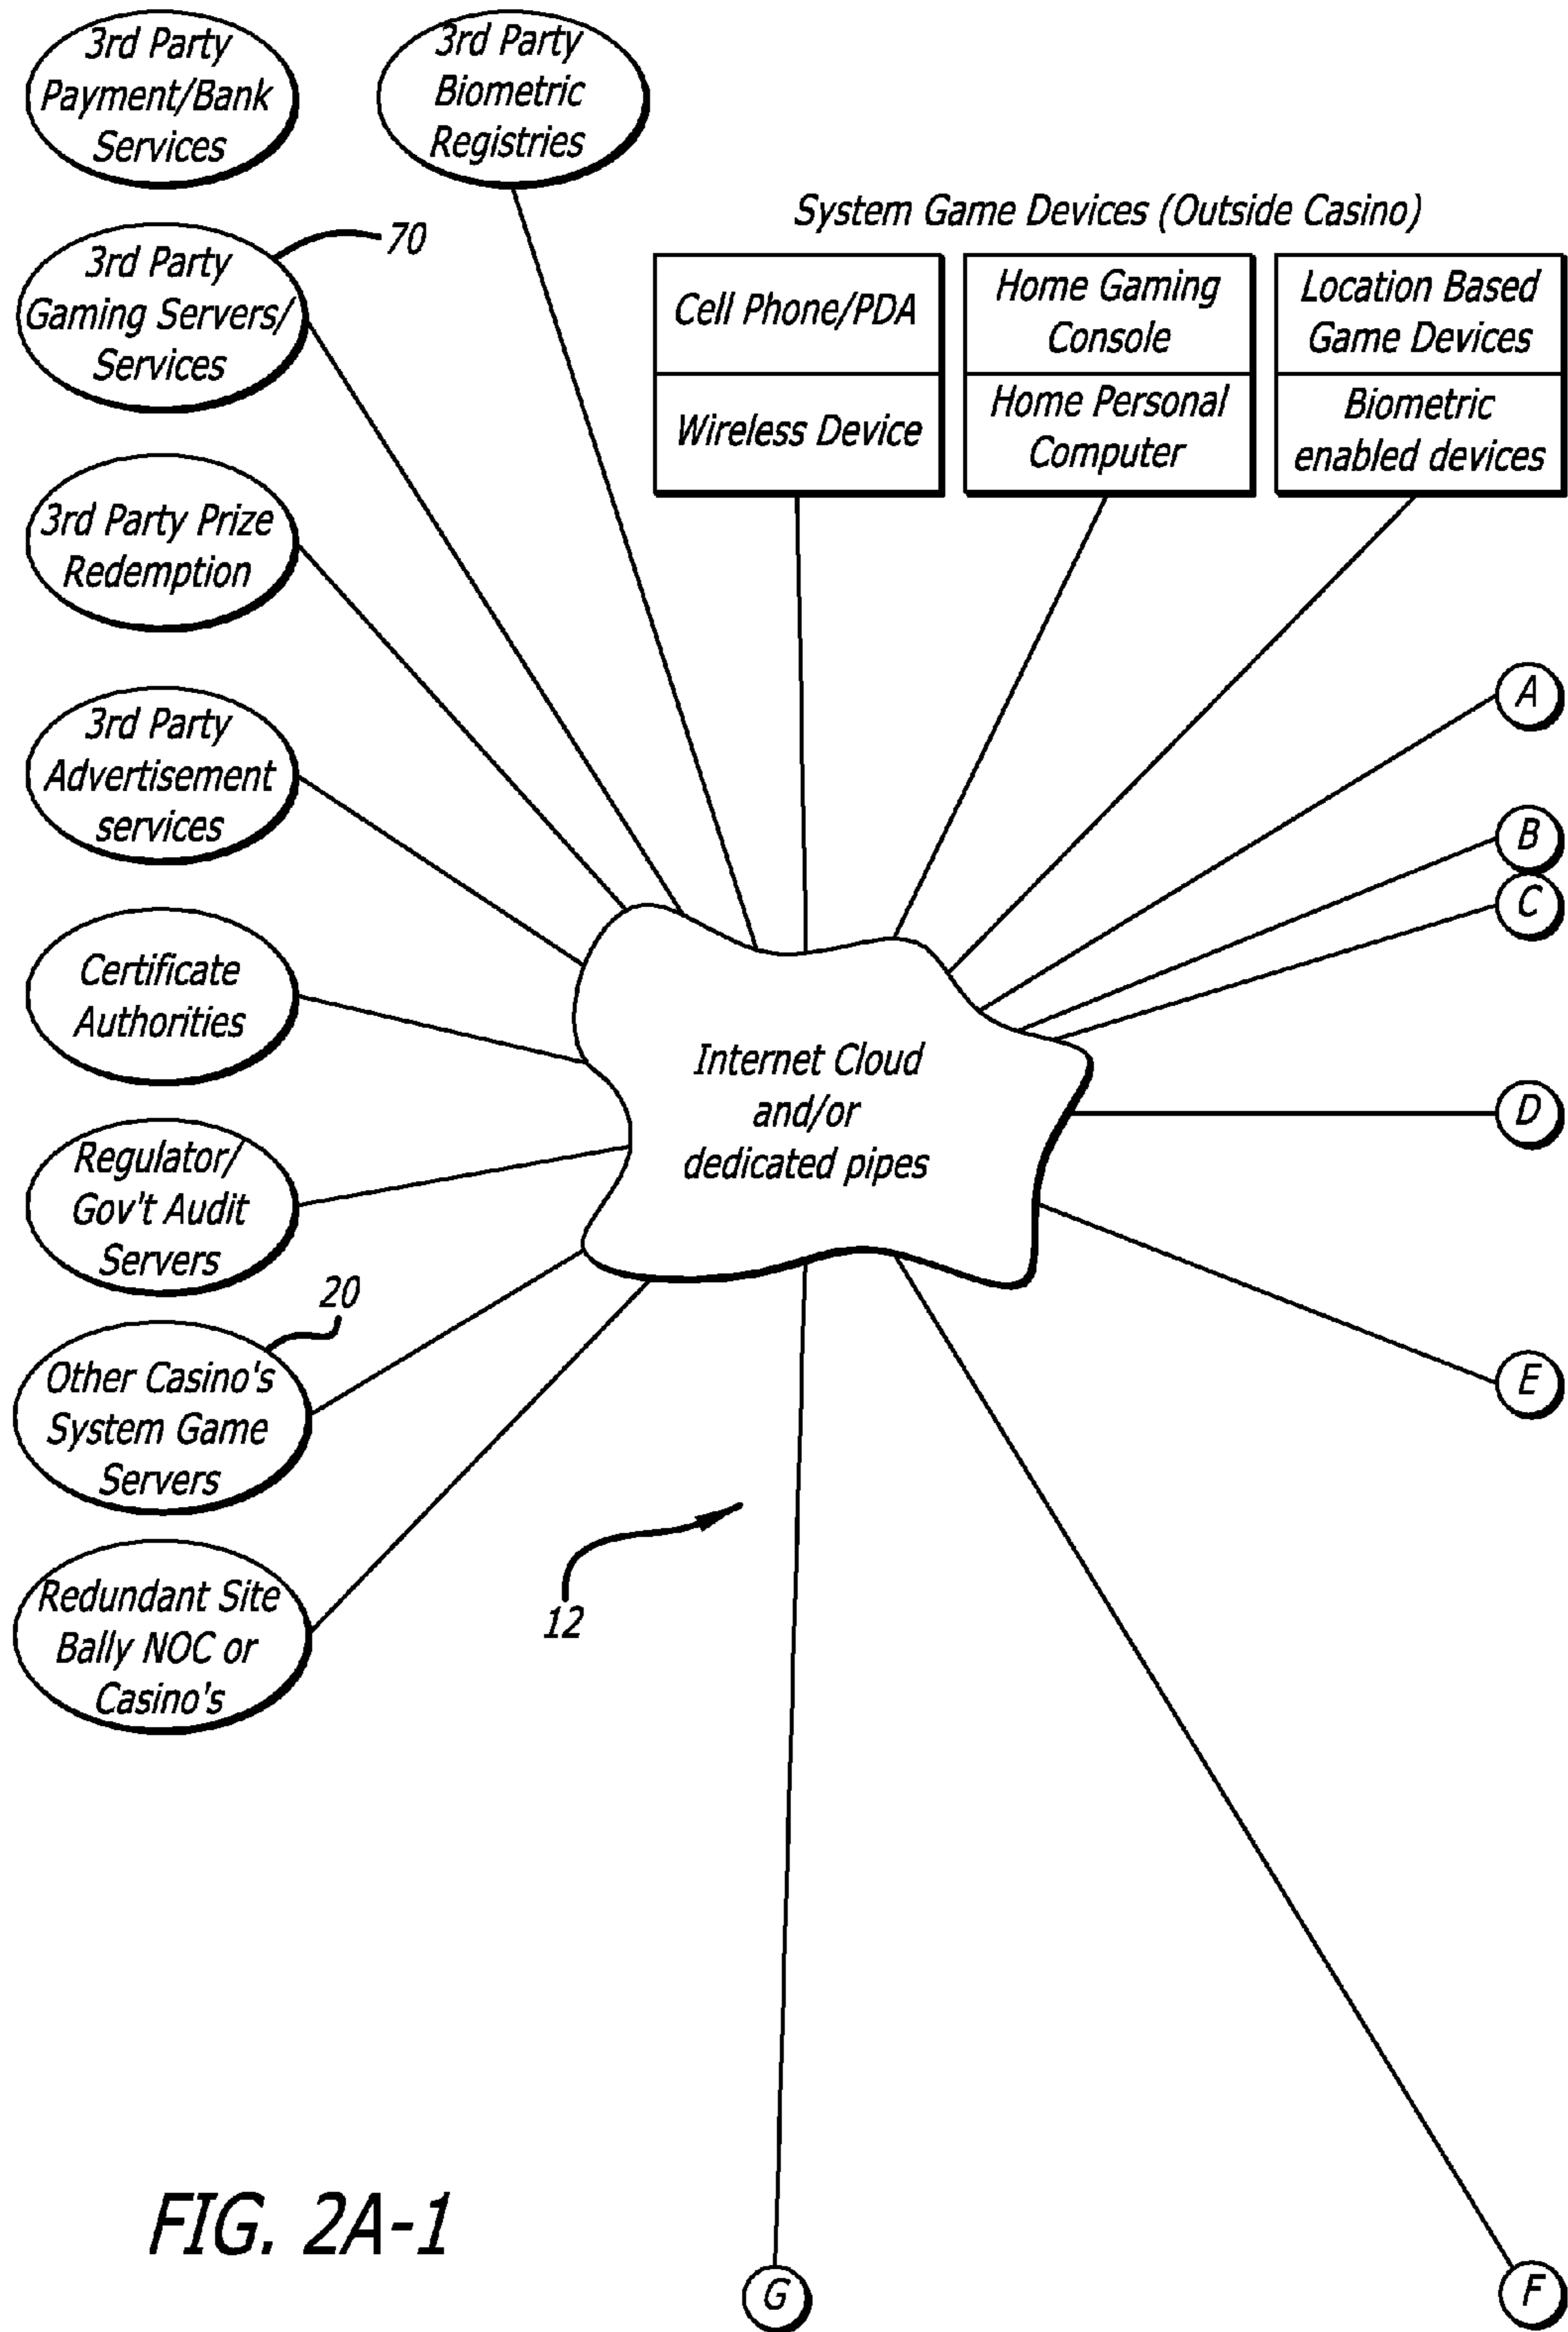 3rd Party
Payment/Bank
Services
3rd Party
Biometric
Registries
System Game Devices (Outside Casino)
70
3rd Party
Gaming Servers/
Services
Cell Phone/PDA
Wireless Device
Home Gaming
Console
Home Personal
Computer
Location Based
Game Devices
Biometric
enabled devices
3rd Party Prize
Redemption
3rd Party
Advertisement
services
A
B
C
Certificate
Authorities
Internet Cloud
and/or
dedicated pipes
D
Regulator/
Gov't Audit
Servers
20
Other Casino's
System Game
Servers
E
12
Redundant Site
Bally NOC or
Casino's
FIG. 2A-1
G
F